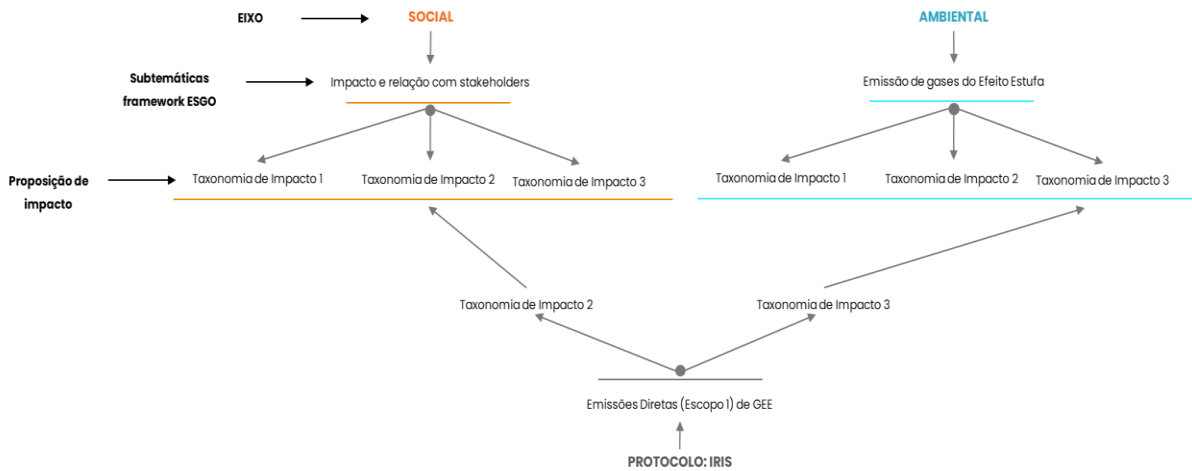 EIXO
SOCIAL
AMBIENTAL
Subtemáticas
framework ESGO
Impacto e relação com stakeholders
Emissão de gases do Efeito Estufa
Proposição de
impacto
Taxonomia de Impacto 1
Taxonomia de Impacto 2
Taxonomia de Impacto 3
Taxonomia de Impacto 1
Taxonomia de Impacto 2
Taxonomia de Impacto 3
Taxonomia de Impacto 2
Taxonomia de Impacto 3
Emissões Diretas (Escopo 1) de GEE
PROTOCOLO: IRIS